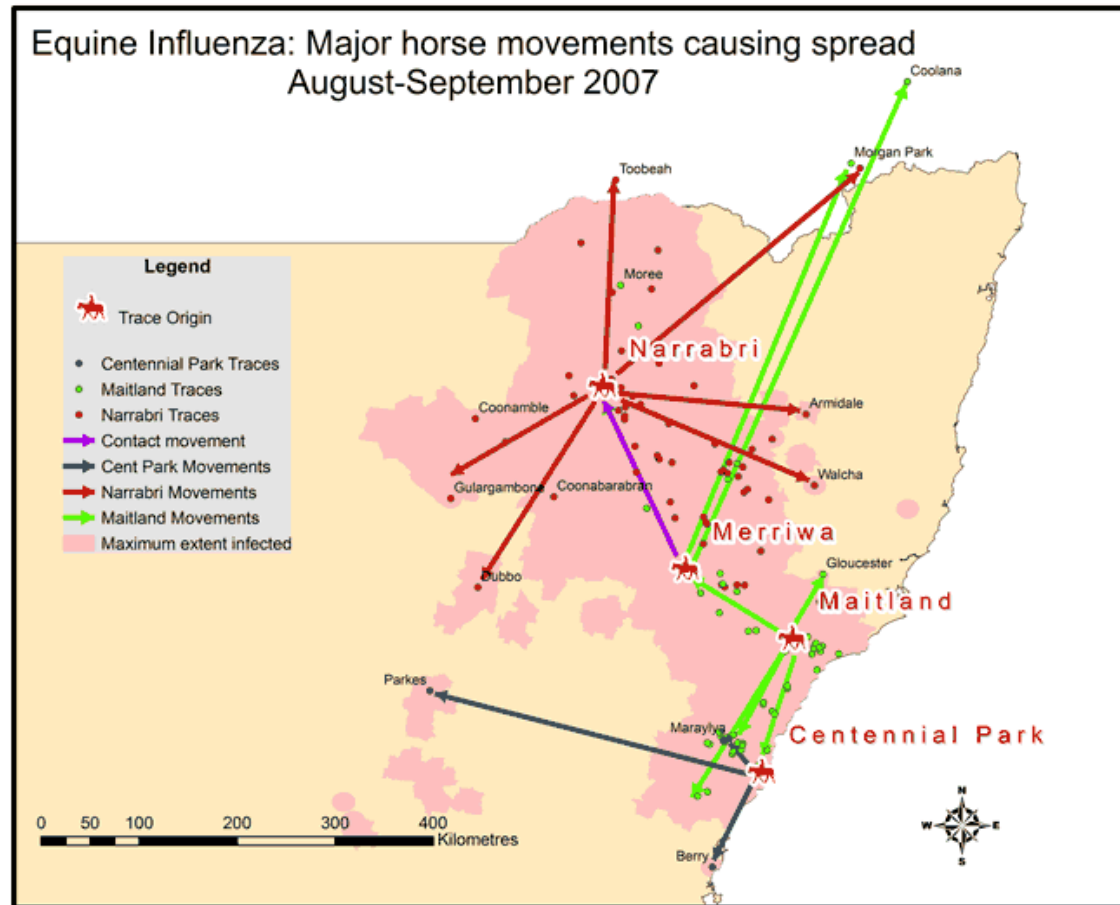 Equine Influenza: Major horse movements causing spread
August-September 2007
Coolana
Morgan Park
Toobeah
Moree
Narrabri
Coonamble
Armidale
Walcha
Gulargambone
Coonabarabran
Merriwa
Dubbo
Gloucester
Maitland
Parkes
Maraylya
Centennial Park
Berry
Legend
Trace Origin
Centennial Park Traces
Maitland Traces
Narrabri Traces
Contact movement
Cent Park Movements
Narrabri Movements
Maitland Movements
Maximum extent infected
0 50 100 200 300 400
Kilometres
N
W E
S